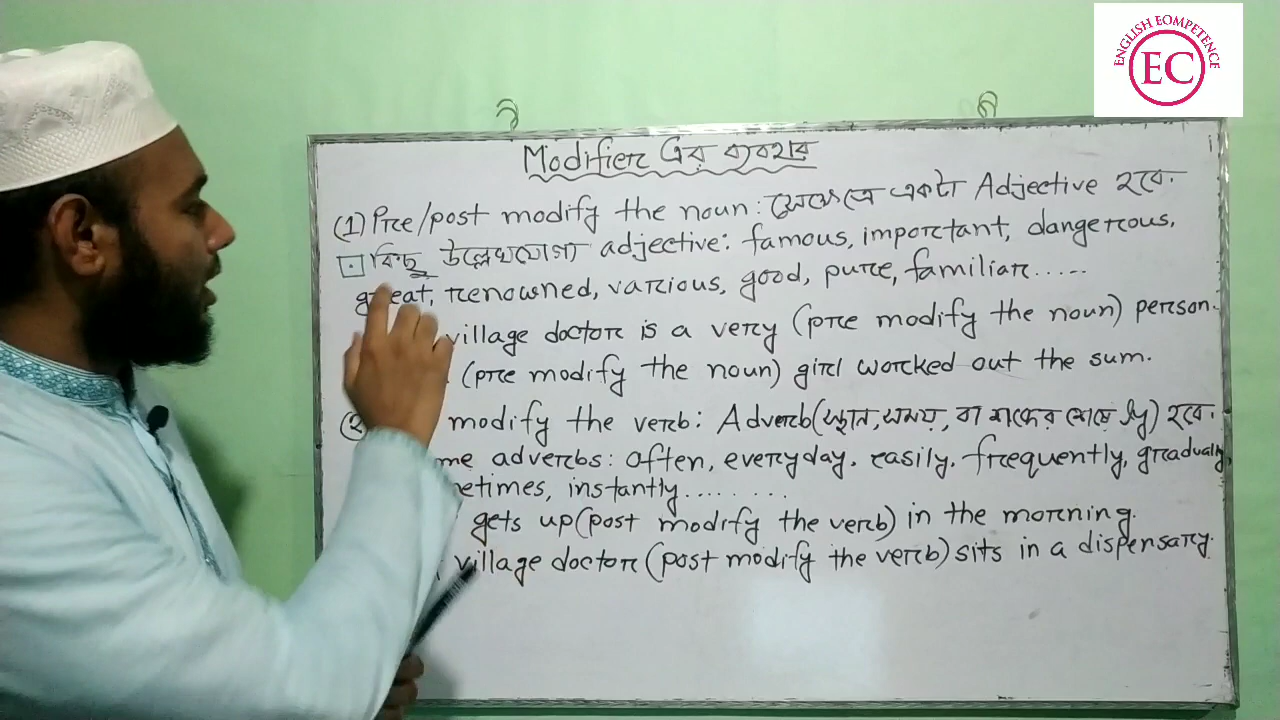 ENGLISH EOMPETENCE
EC
Modifier এর ব্যবহার
(1) Pre/post modify the noun: সেক্ষেত্রে একটা Adjective হবে.
কিছু উল্লেখযোগ্য adjective: famous, important, dangerous,
great, renowned, various, good, pure, familiar.....
village doctor is a very (pre modify the noun) person.
(pre modify the noun) girl worked out the sum.
(২) modify the verb: Adverb(স্থান, সময়, বা শব্দের শেষে ly) হবে.
me adverbs: often, everyday. easily. frequently, gradually,
etimes, instantly.........
gets up(post modify the verb) in the morning.
village doctor (post modify the verb) sits in a dispensary.